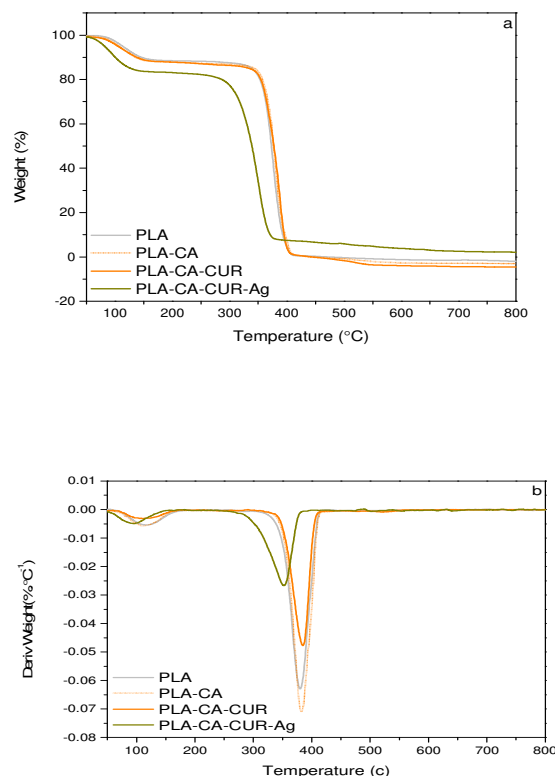 a
100
80
60
40
20
0
-20
Weight (%)
PLA
PLA-CA
PLA-CA-CUR
PLA-CA-CUR-Ag
100 200 300 400 500 600 700 800
Temperature (°C)
b
0.01
0.00
-0.01
-0.02
-0.03
-0.04
-0.05
-0.06
-0.07
-0.08
Deriv.Weight(%·°C⁻¹)
PLA
PLA-CA
PLA-CA-CUR
PLA-CA-CUR-Ag
100 200 300 400 500 600 700 800
Temperature (c)